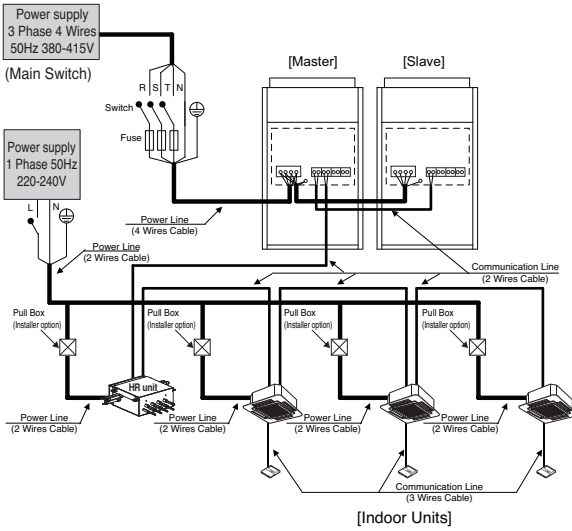 Power supply
3 Phase 4 Wires
50Hz 380-415V
(Main Switch)
[Master]
[Slave]
R S T N
Switch
Fuse
Power supply
1 Phase 50Hz
220-240V
L N
Power Line
(4 Wires Cable)
Power Line
(2 Wires Cable)
Communication Line
(2 Wires Cable)
Pull Box
(Installer option)
Pull Box
(Installer option)
Pull Box
(Installer option)
Pull Box
(Installer option)
HR unit
Power Line
(2 Wires Cable)
Power Line
(2 Wires Cable)
Power Line
(2 Wires Cable)
Power Line
(2 Wires Cable)
Communication Line
(3 Wires Cable)
[Indoor Units]